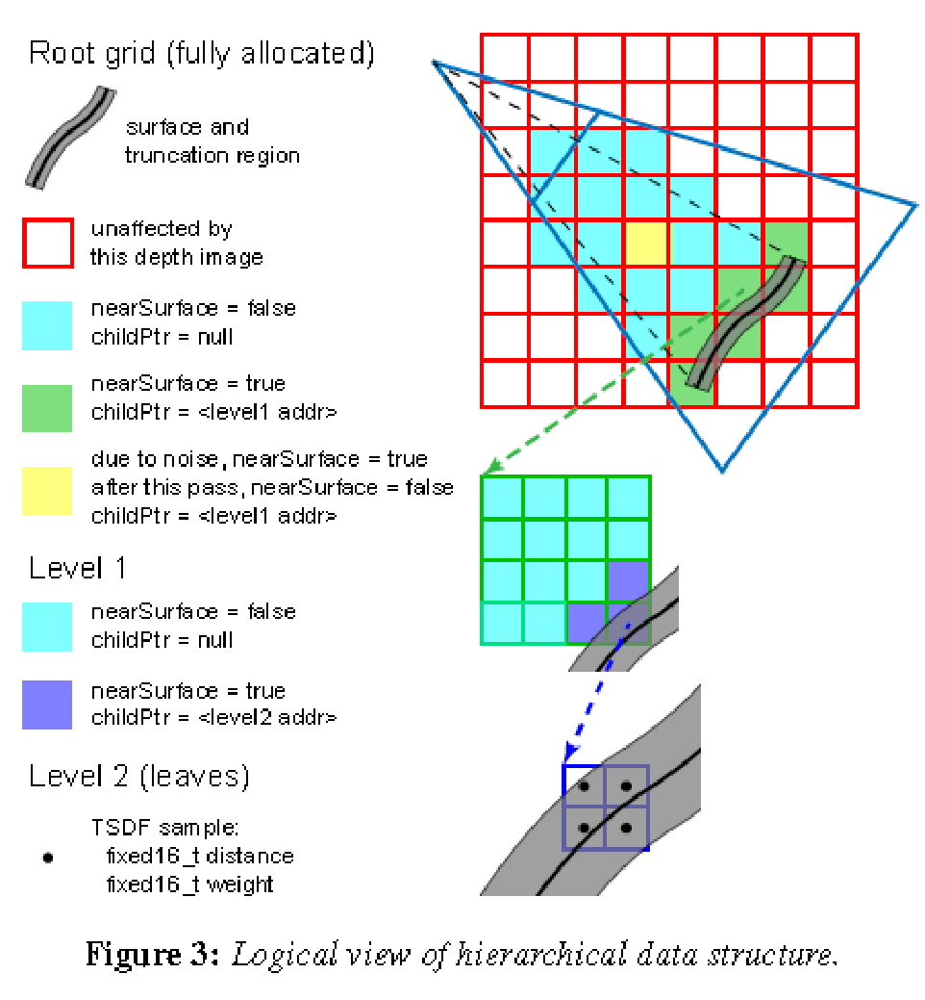 Root grid (fully allocated)
surface and
truncation region
unaffected by
this depth image
nearSurface = false
childPtr = null
nearSurface = true
childPtr = <level1 addr>
due to noise, nearSurface = true
after this pass, nearSurface = false
childPtr = <level1 addr>
Level 1
nearSurface = false
childPtr = null
nearSurface = true
childPtr = <level2 addr>
Level 2 (leaves)
TSDF sample:
fixed16_t distance
fixed16_t weight
Figure 3: Logical view of hierarchical data structure.